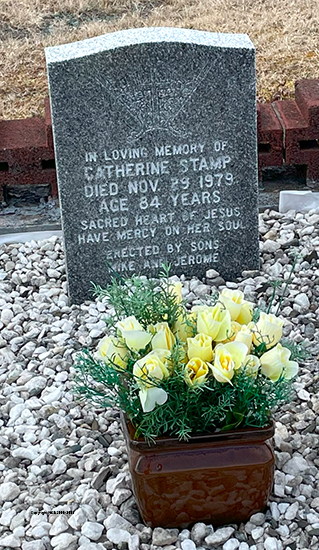 IN LOVING MEMORY OF
CATHERINE STAMP
DIED NOV. 29 1979
AGE 84 YEARS
SACRED HEART OF JESUS
HAVE MERCY ON HER SOUL
ERECTED BY SONS
MIKE AND JEROME